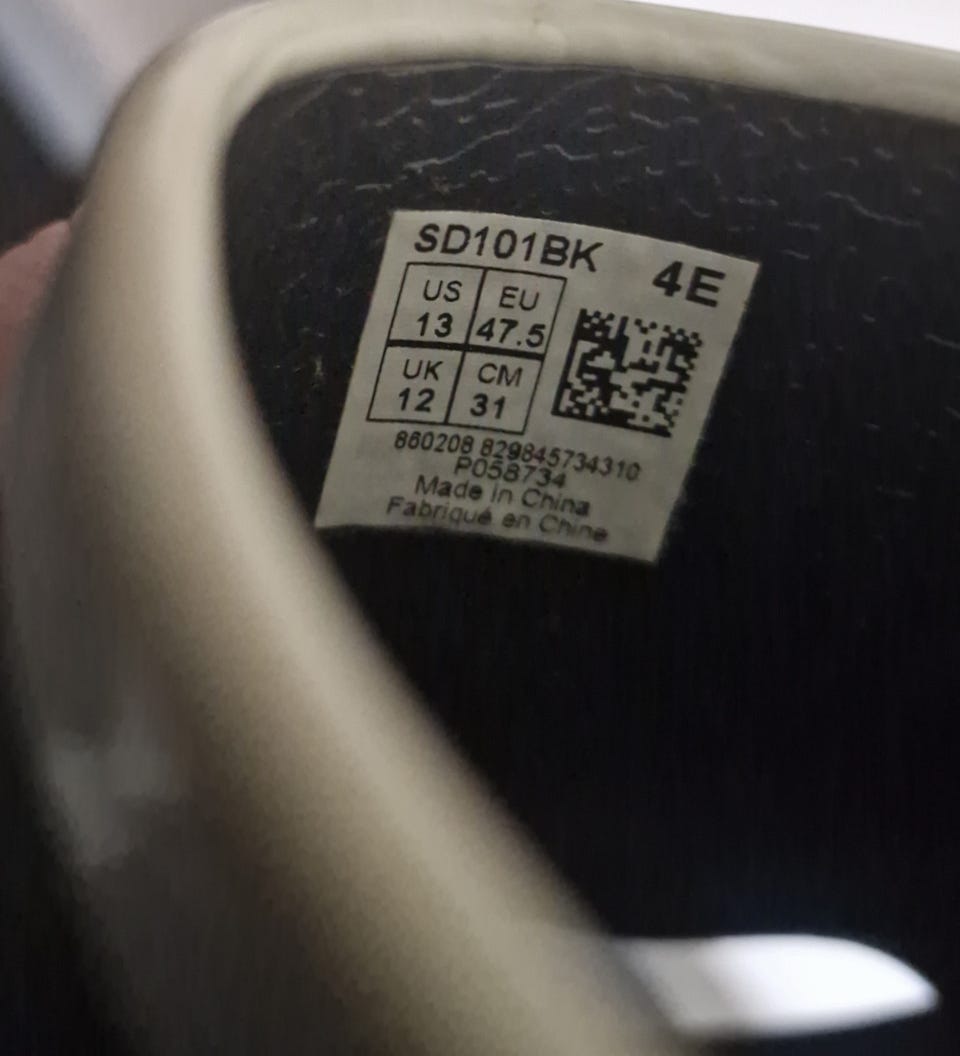 SD101BK 4E
US EU
13 47.5
UK CM
12 31
860208 829845734310
P058734
Made in China
Fabriqué en Chine